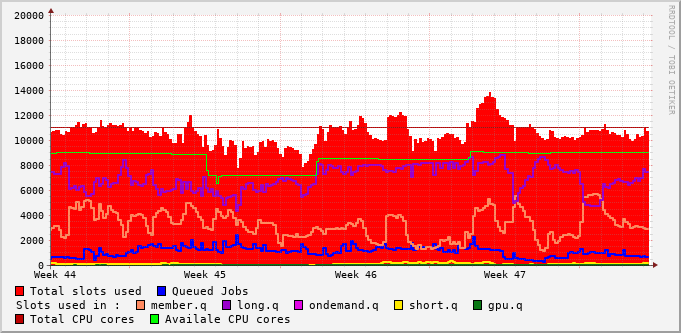 20000
18000
16000
14000
12000
10000
8000
6000
4000
2000
0
Week 44 Week 45 Week 46 Week 47
RRDTOOL / TOBI OETIKER
Total slots used Queued Jobs
Slots used in : member.q long.q ondemand.q short.q gpu.q
Total CPU cores Availale CPU cores